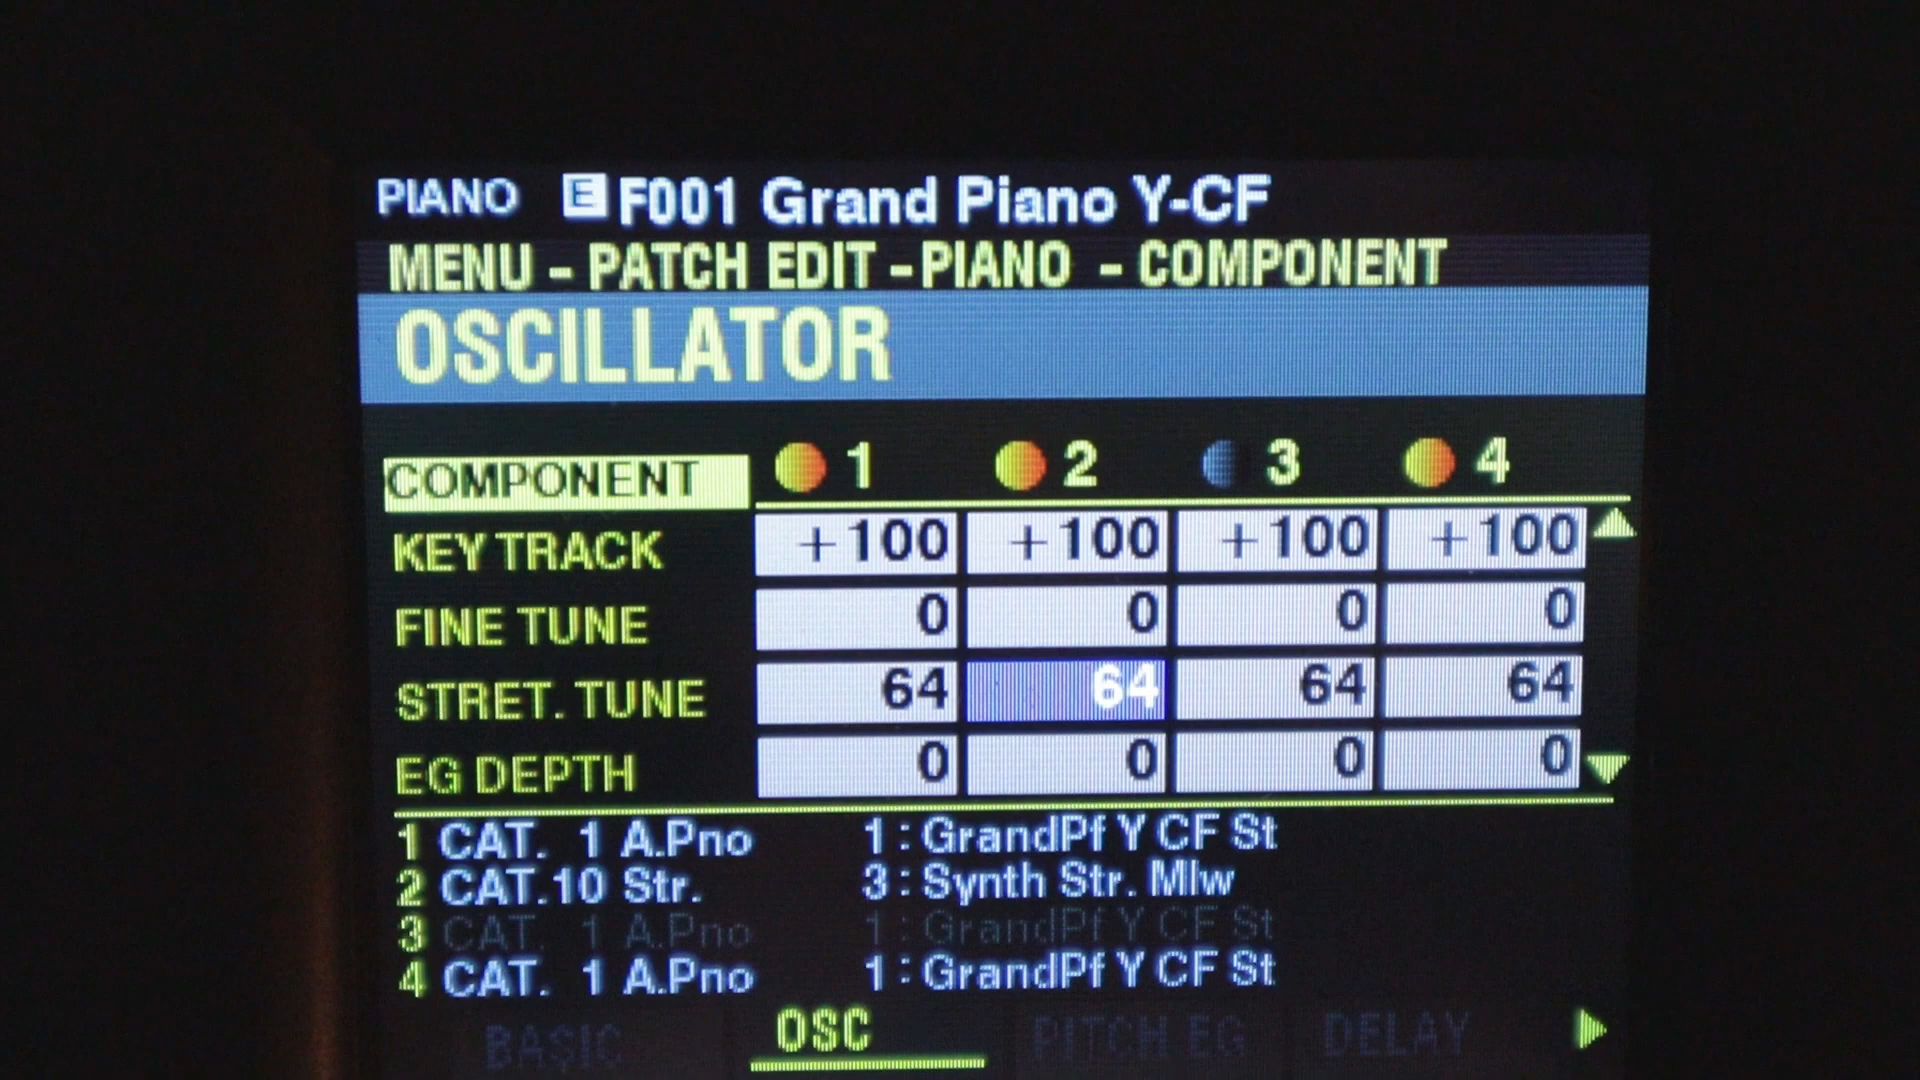 PIANO E F001 Grand Piano Y-CF
MENU - PATCH EDIT - PIANO - COMPONENT
OSCILLATOR
COMPONENT 1 2 3 4
KEY TRACK +100 +100 +100 +100
FINE TUNE 0 0 0 0
STRET. TUNE 64 64 64 64
EG DEPTH 0 0 0 0
1 CAT. 1 A.Pno 1 : GrandPf Y CF St
2 CAT.10 Str. 3 : Synth Str. Mlw
3 CAT. 1 A.Pno 1 : GrandPf Y CF St
4 CAT. 1 A.Pno 1 : GrandPf Y CF St
BASIC OSC PITCH EG DELAY